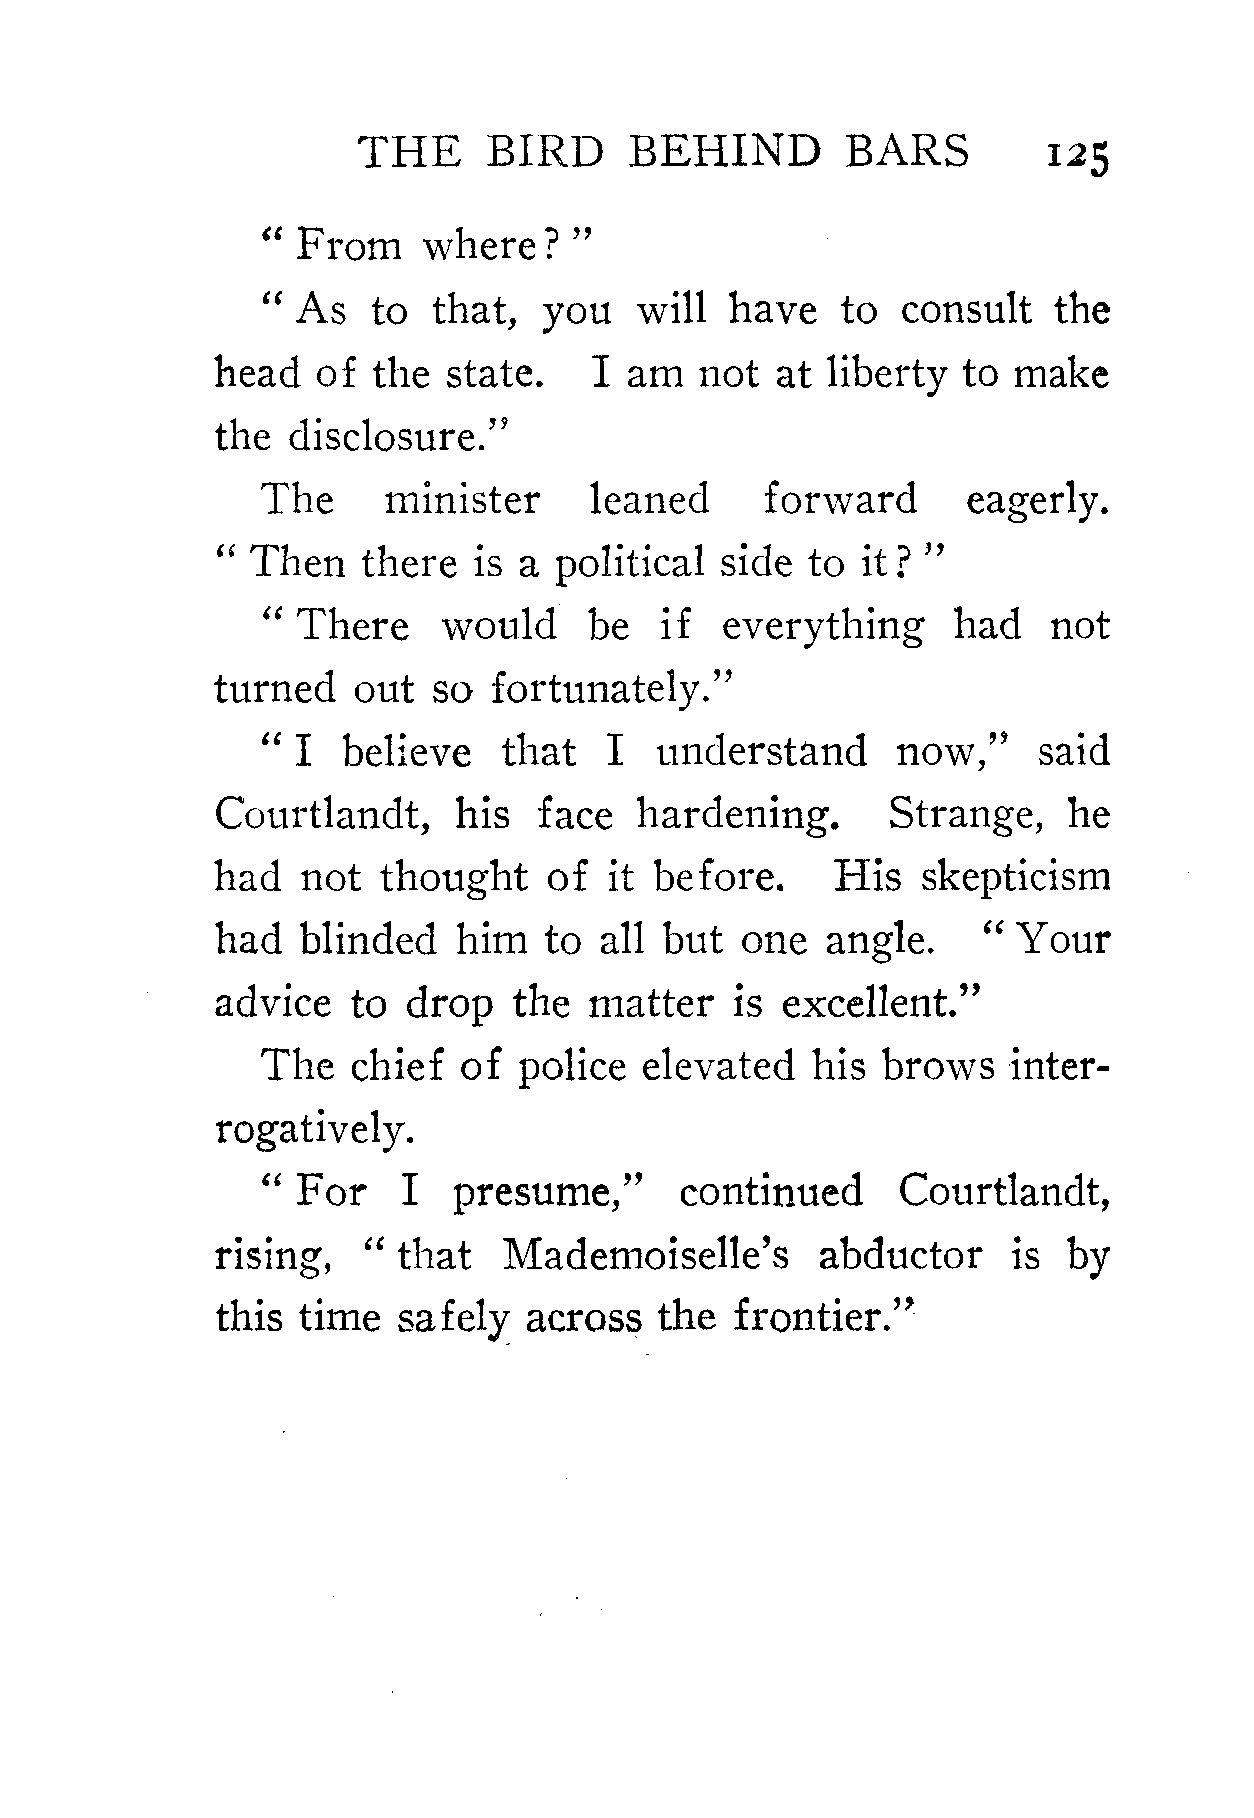 THE BIRD BEHIND BARS 125
“ From where ? ”
“ As to that, you will have to consult the
head of the state. I am not at liberty to make
the disclosure.”
The minister leaned forward eagerly.
“ Then there is a political side to it ? ”
“ There would be if everything had not
turned out so fortunately.”
“ I believe that I understand now,” said
Courtlandt, his face hardening. Strange, he
had not thought of it before. His skepticism
had blinded him to all but one angle. “ Your
advice to drop the matter is excellent.”
The chief of police elevated his brows inter-
rogatively.
“ For I presume,” continued Courtlandt,
rising, “ that Mademoiselle’s abductor is by
this time safely across the frontier.”